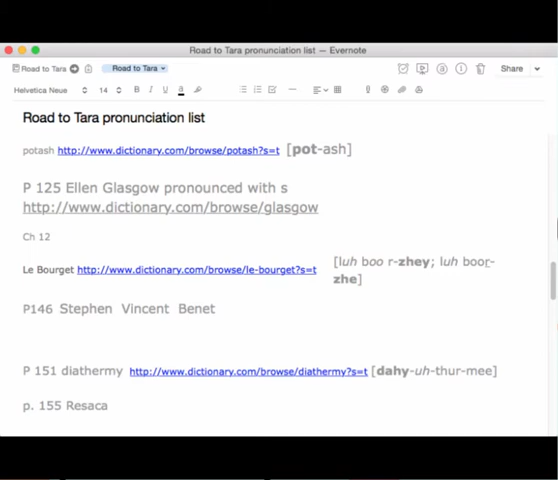 Road to Tara pronunciation list — Evernote
Road to Tara Road to Tara Share
Helvetica Neue 14 B I U a
Road to Tara pronunciation list
potash http://www.dictionary.com/browse/potash?s=t [pot-ash]
P 125 Ellen Glasgow pronounced with s
http://www.dictionary.com/browse/glasgow
Ch 12
Le Bourget http://www.dictionary.com/browse/le-bourget?s=t [luh boo r-zhey; luh boor-
zhe]
P146 Stephen Vincent Benet
P 151 diathermy http://www.dictionary.com/browse/diathermy?s=t [dahy-uh-thur-mee]
p. 155 Resaca